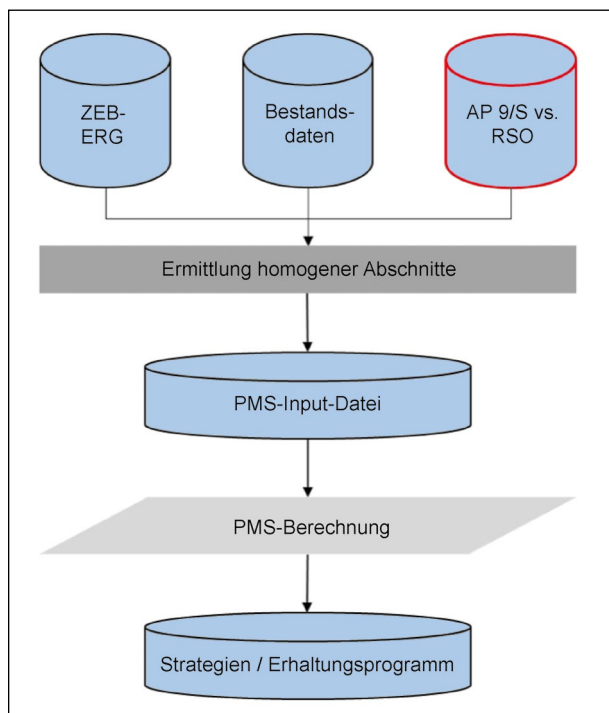 ZEB-
ERG
Bestands-
daten
AP 9/S vs.
RSO
Ermittlung homogener Abschnitte
PMS-Input-Datei
PMS-Berechnung
Strategien / Erhaltungsprogramm